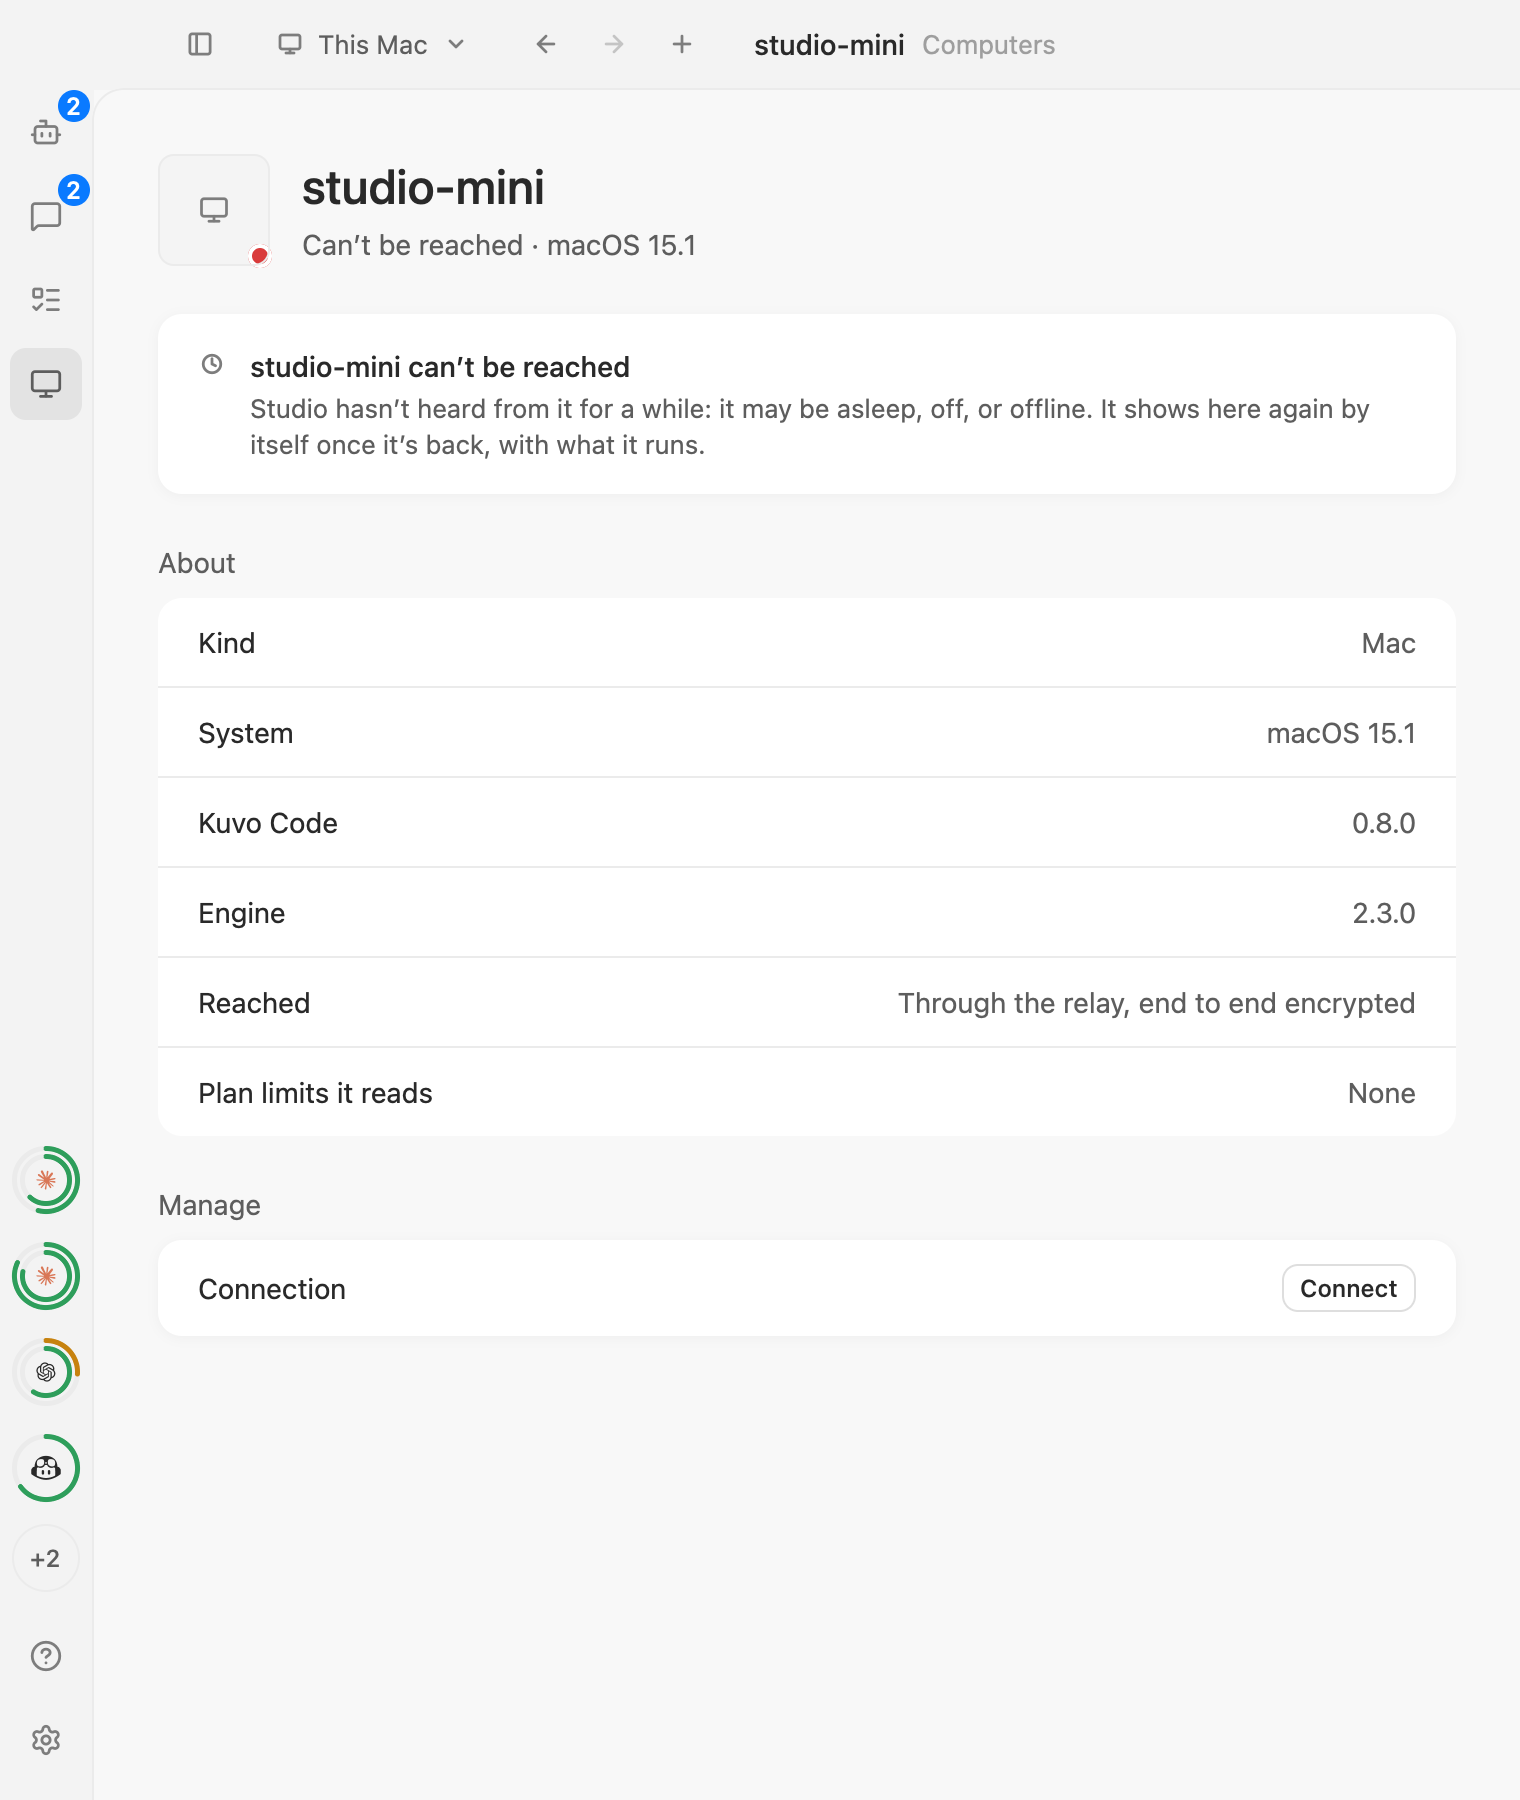 This Mac
studio-mini Computers
2
2
studio-mini
Can't be reached · macOS 15.1
studio-mini can't be reached
Studio hasn't heard from it for a while: it may be asleep, off, or offline. It shows here again by
itself once it's back, with what it runs.
About
Kind Mac
System macOS 15.1
Kuvo Code 0.8.0
Engine 2.3.0
Reached Through the relay, end to end encrypted
Plan limits it reads None
Manage
Connection Connect
+2